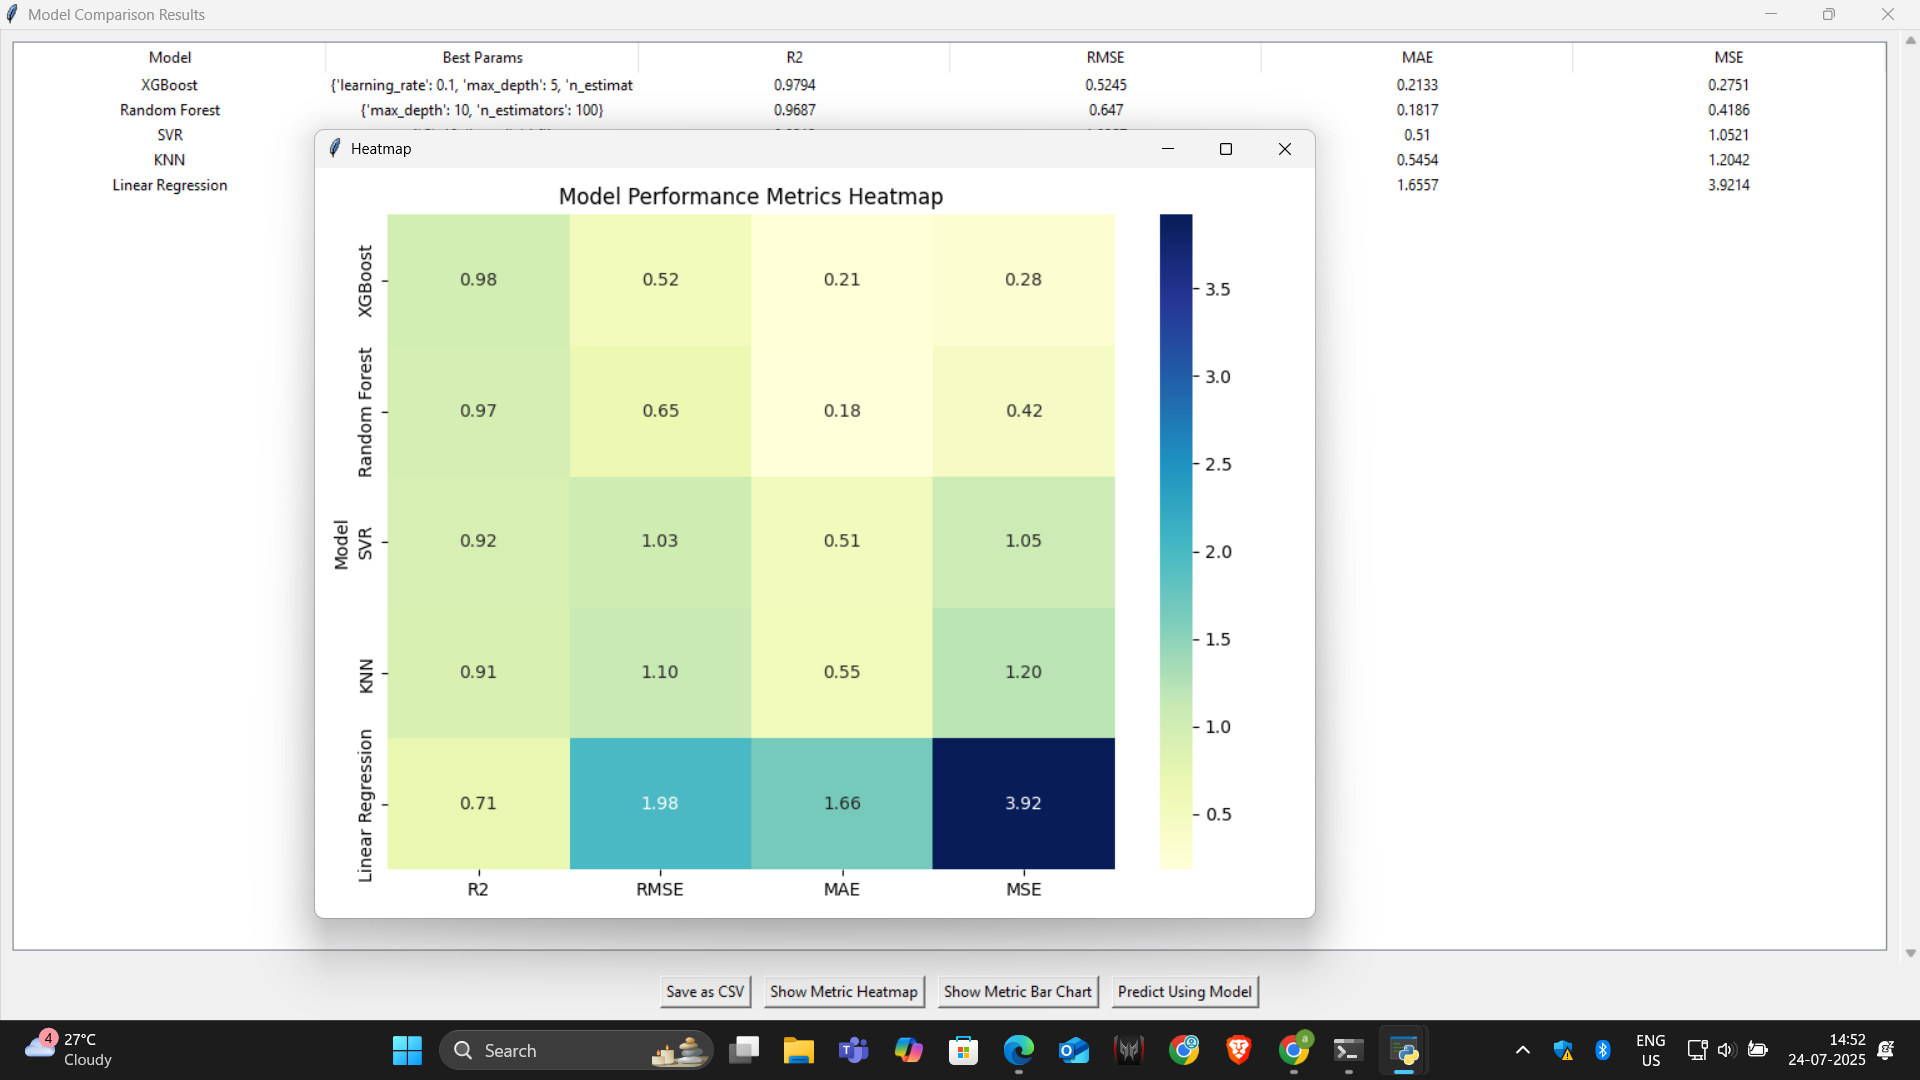 Model Comparison Results
Model Best Params R2 RMSE MAE MSE
XGBoost {'learning_rate': 0.1, 'max_depth': 5, 'n_estimat 0.9794 0.5245 0.2133 0.2751
Random Forest {'max_depth': 10, 'n_estimators': 100} 0.9687 0.647 0.1817 0.4186
SVR 0.51 1.0521
KNN 0.5454 1.2042
Linear Regression 1.6557 3.9214
Heatmap
Model Performance Metrics Heatmap
XGBoost 0.98 0.52 0.21 0.28
Random Forest 0.97 0.65 0.18 0.42
SVR 0.92 1.03 0.51 1.05
KNN 0.91 1.10 0.55 1.20
Linear Regression 0.71 1.98 1.66 3.92
Model
R2 RMSE MAE MSE
3.5
3.0
2.5
2.0
1.5
1.0
0.5
Save as CSV Show Metric Heatmap Show Metric Bar Chart Predict Using Model
4
27°C
Cloudy
Search
a
ENG
US
14:52
24-07-2025